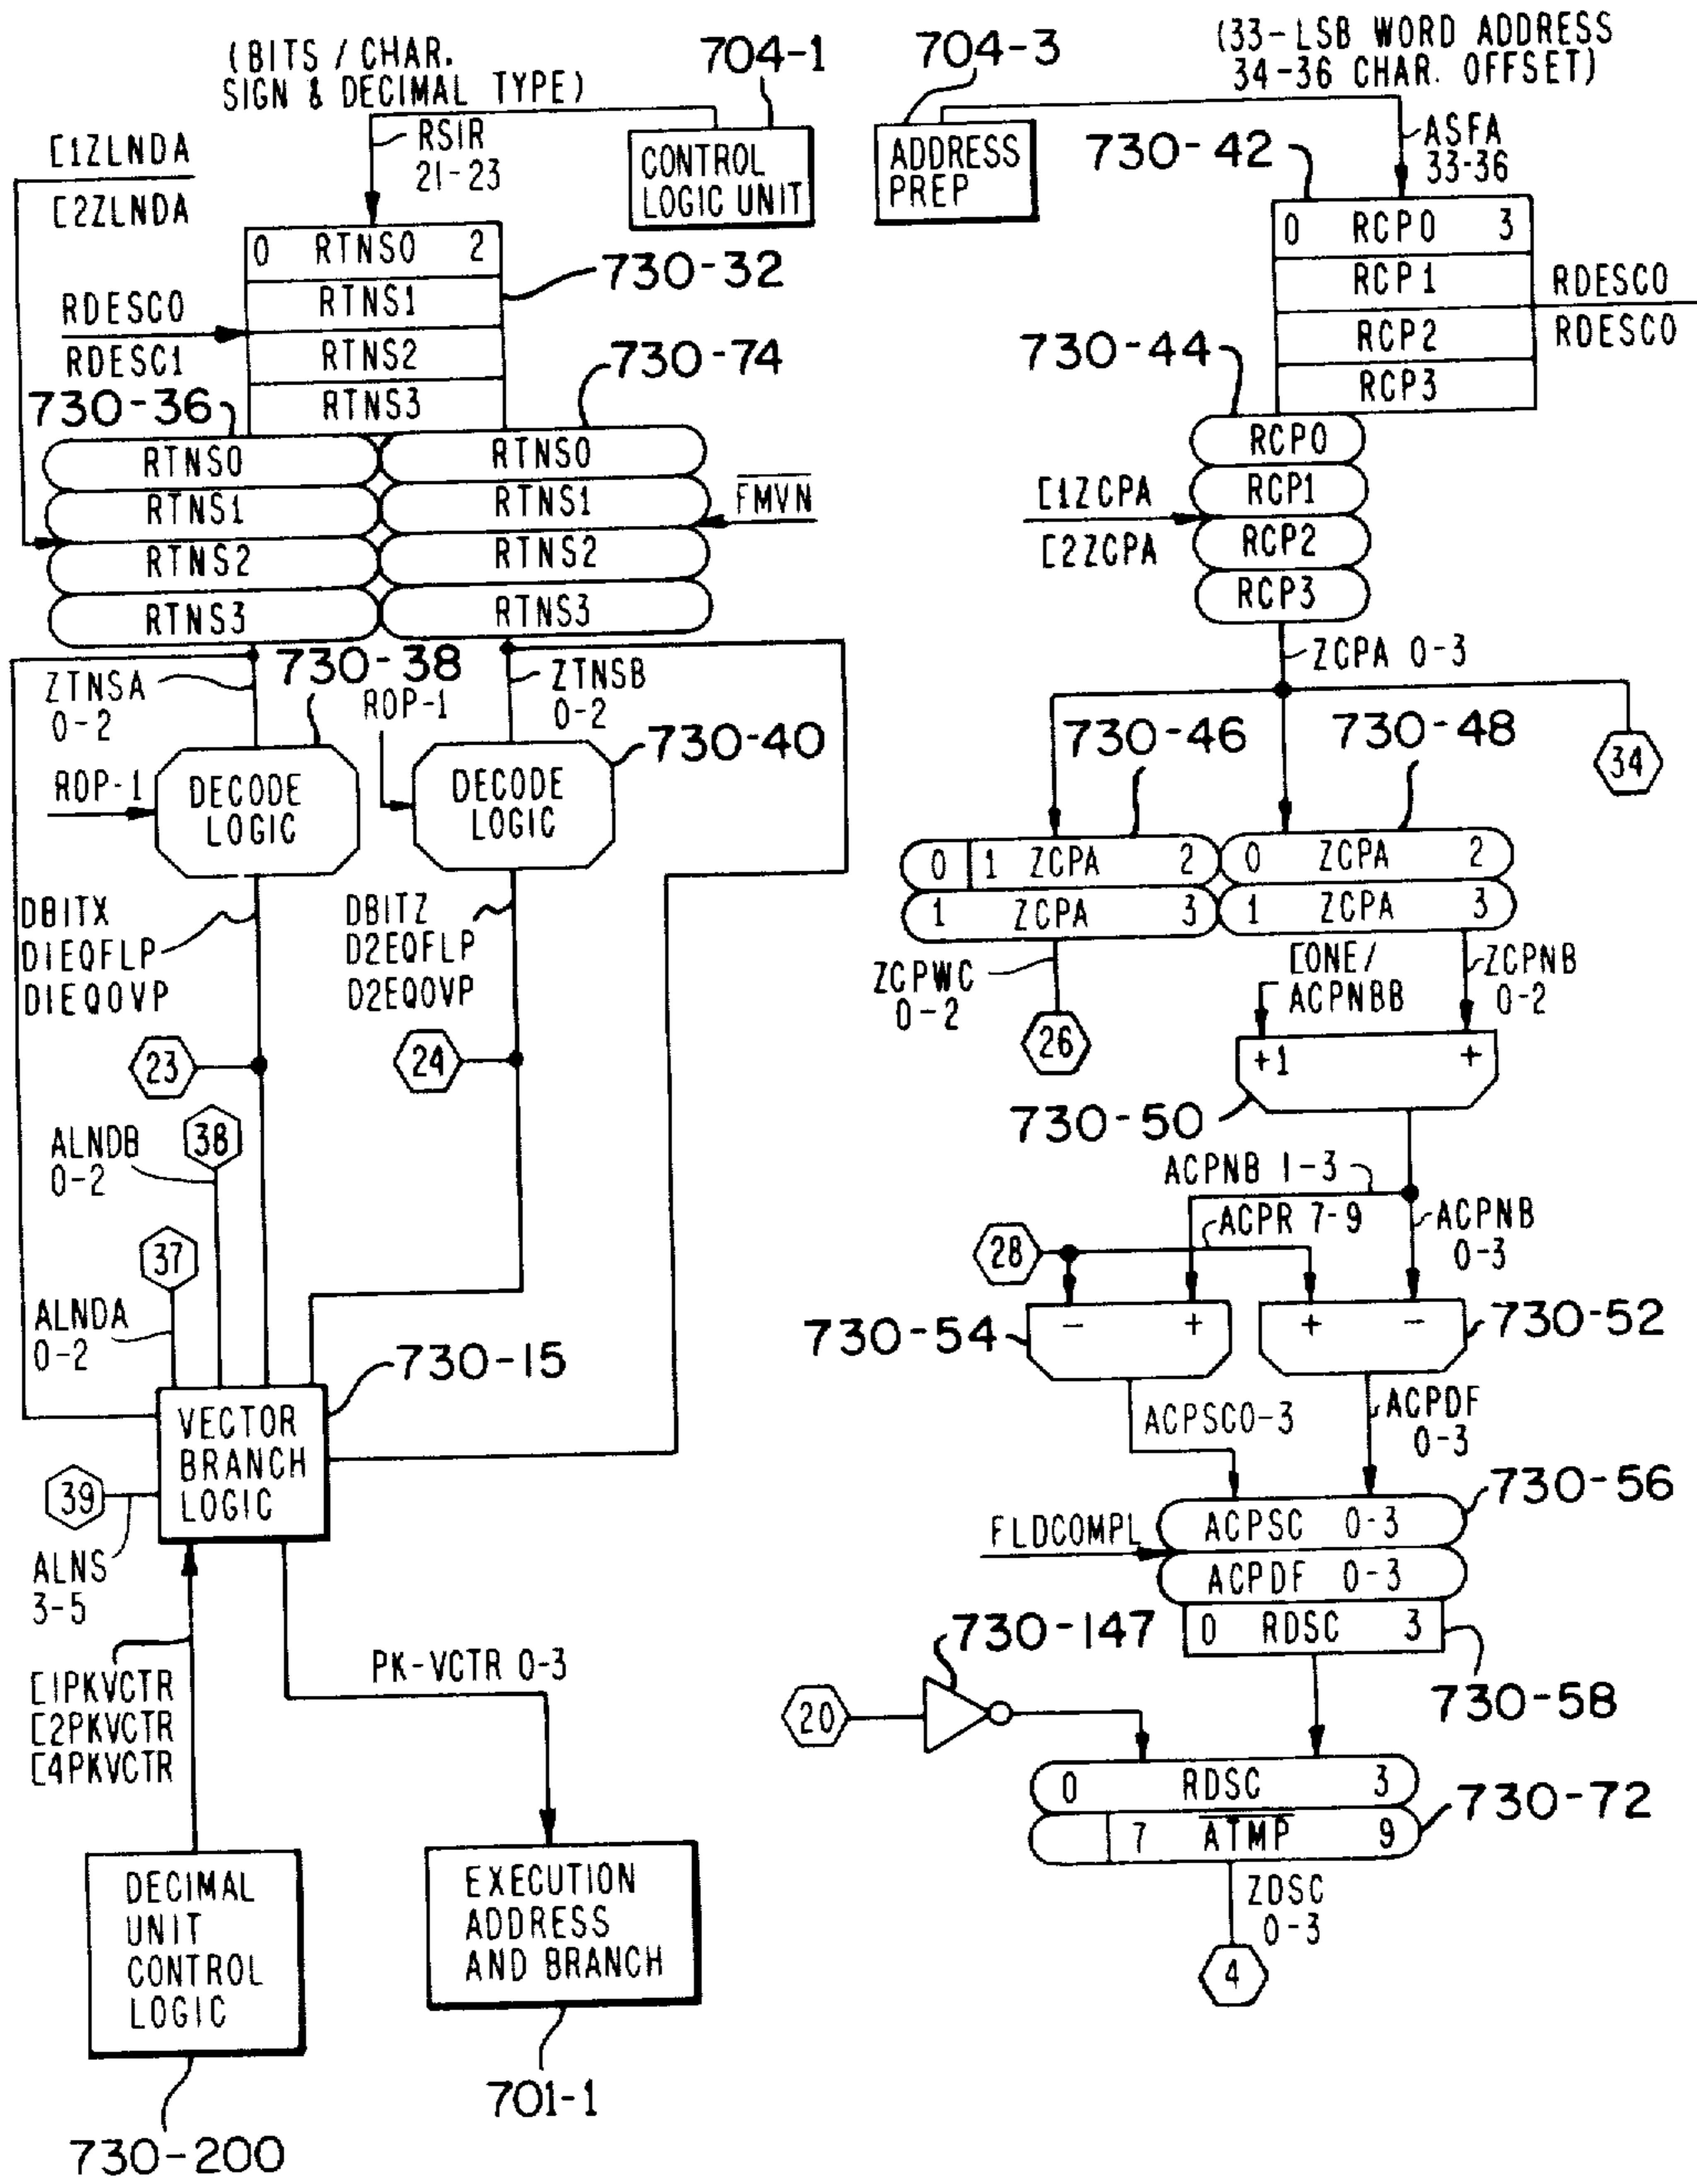 (BITS / CHAR.
SIGN & DECIMAL TYPE)
704-1
704-3
(33-LSB WORD ADDRESS
34-36 CHAR. OFFSET)
[1ZLNDA
[2ZLNDA
RSIR
21-23
CONTROL
LOGIC UNIT
ADDRESS
PREP
730-42
ASFA
33-36
0 RTNS0 2
RTNS1
RTNS2
RTNS3
730-32
RDESC0
RDESC1
730-74
730-36
0 RCP0 3
RCP1
RCP2
RCP3
RDESC0
RDESC0
730-44
RTNS0
RTNS1
RTNS2
RTNS3
RTNS0
RTNS1
RTNS2
RTNS3
FMVN
RCP0
RCP1
RCP2
RCP3
[1ZCPA
[2ZCPA
ZCPA 0-3
ZTNSA
0-2
730-38
ROP-1
ZTNSB
0-2
730-40
730-46
730-48
34
ROP-1
DECODE
LOGIC
DECODE
LOGIC
0 1 ZCPA 2
1 ZCPA 3
0 ZCPA 2
1 ZCPA 3
DBITX
D1EQFLP
D1EQOVP
DBITZ
D2EQFLP
D2EQOVP
ZCPWC
0-2
26
[ONE/
ACPNBB
ZCPNB
0-2
+1 +
730-50
23
24
ALNDB
0-2
38
37
ALNDA
0-2
ACPNB 1-3
ACPR 7-9
ACPNB
0-3
28
730-54
- +
+ -
730-52
730-15
VECTOR
BRANCH
LOGIC
39
ALNS
3-5
ACPSC0-3
ACPDF
0-3
730-56
FLDCOMPL
ACPSC 0-3
ACPDF 0-3
0 RDSC 3
730-58
730-147
20
[1PKVCTR
[2PKVCTR
[4PKVCTR
PK-VCTR 0-3
0 RDSC 3
7 ATMP 9
730-72
ZDSC
0-3
4
DECIMAL
UNIT
CONTROL
LOGIC
730-200
EXECUTION
ADDRESS
AND BRANCH
701-1